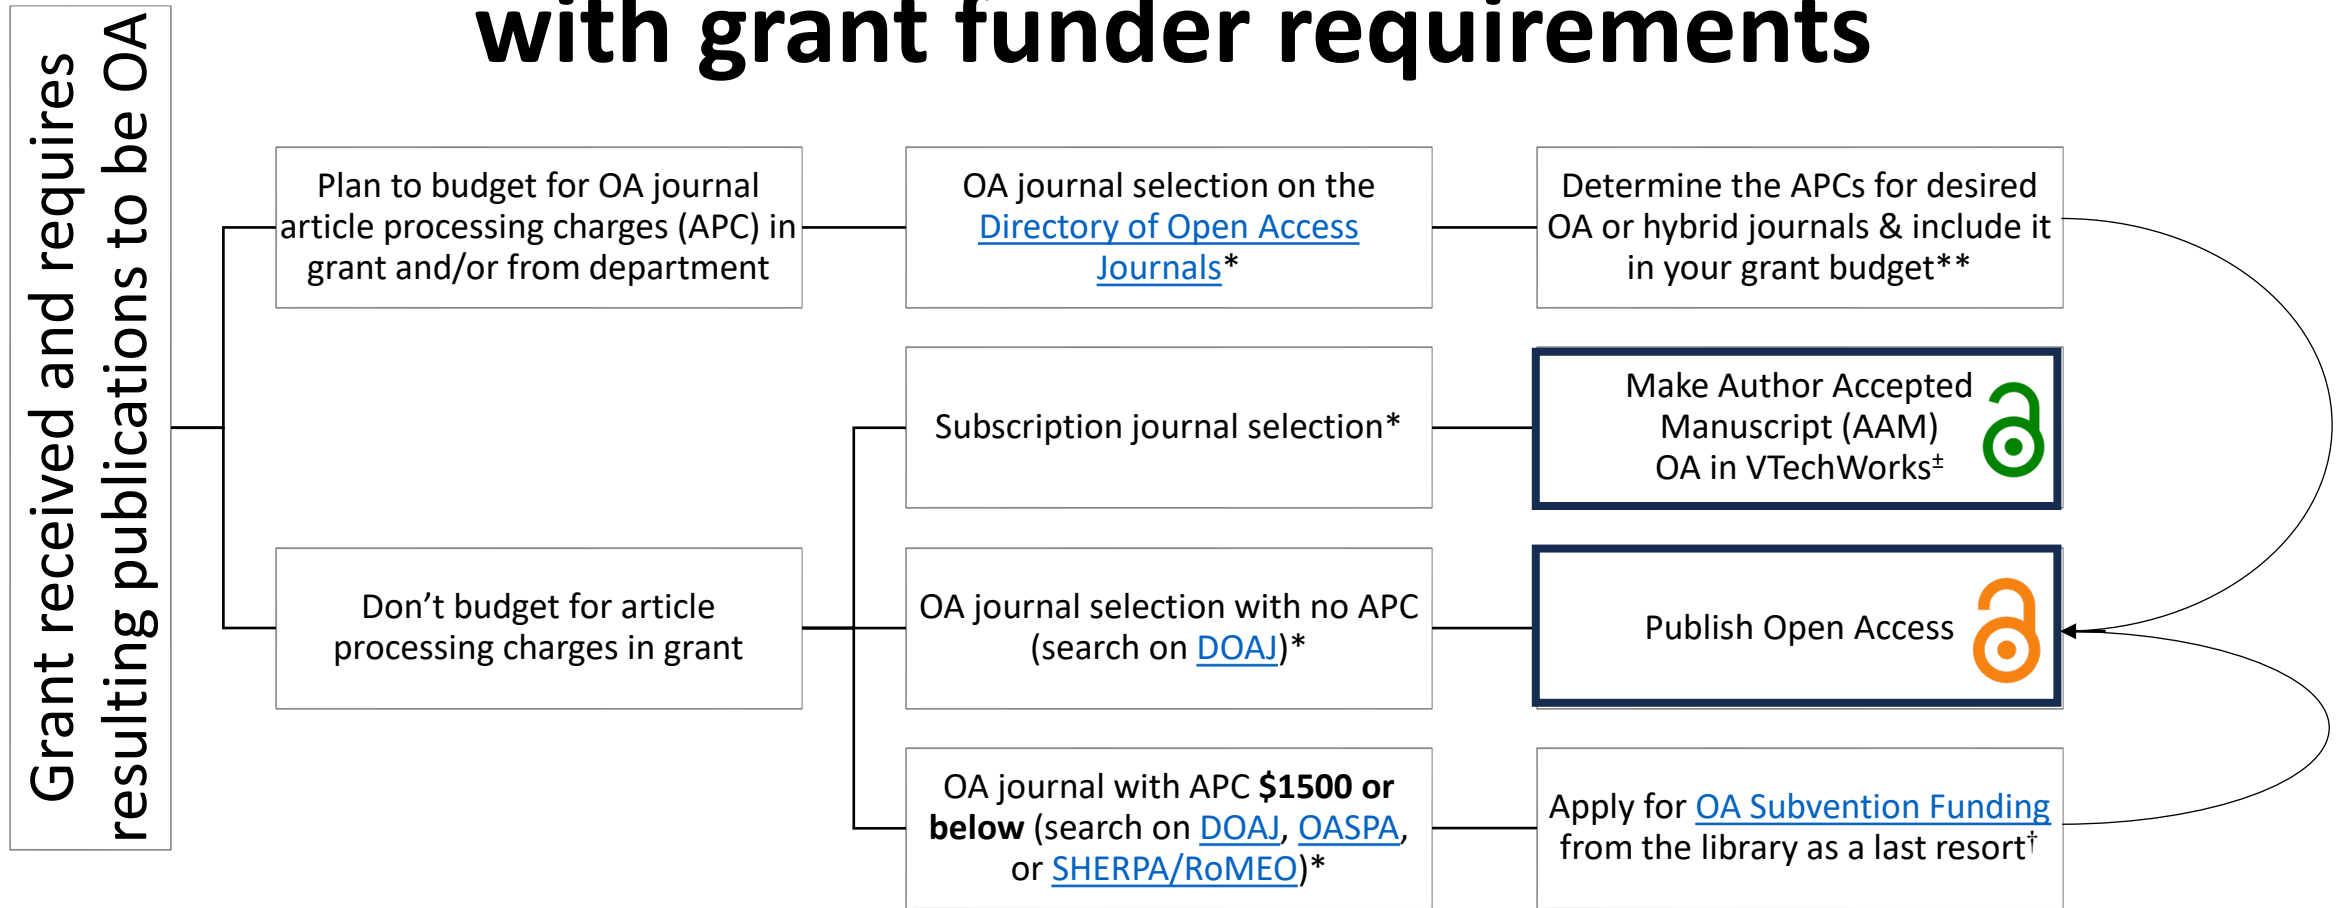 with grant funder requirements
Grant received and requires
resulting publications to be OA
Plan to budget for OA journal
article processing charges (APC) in
grant and/or from department
OA journal selection on the
Directory of Open Access
Journals*
Determine the APCs for desired
OA or hybrid journals & include it
in your grant budget**
Subscription journal selection*
Make Author Accepted
Manuscript (AAM)
OA in VTechWorks±
Don’t budget for article
processing charges in grant
OA journal selection with no APC
(search on DOAJ)*
Publish Open Access
OA journal with APC $1500 or
below (search on DOAJ, OASPA,
or SHERPA/RoMEO)*
Apply for OA Subvention Funding
from the library as a last resort†